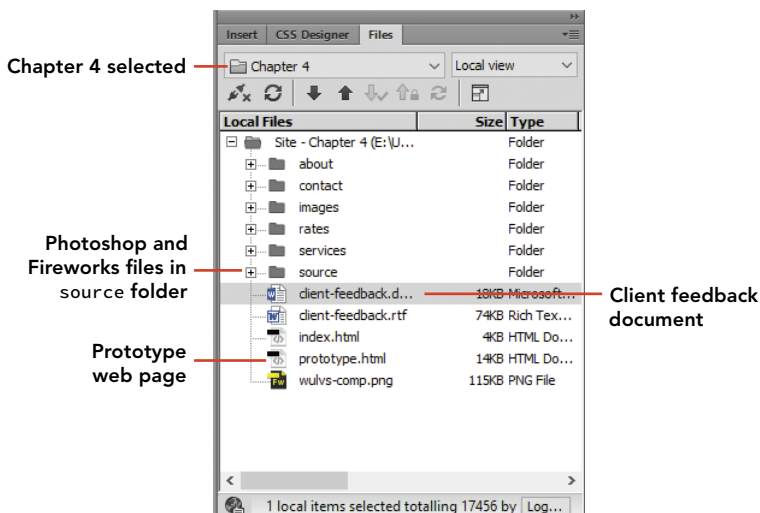 Insert CSS Designer Files
Chapter 4 selected
Chapter 4 Local view
Local Files Size Type
Site - Chapter 4 (E:\U... Folder
about Folder
contact Folder
images Folder
rates Folder
services Folder
Photoshop and
Fireworks files in
source folder
source Folder
client-feedback.d... 18KB Microsoft...
Client feedback
document
client-feedback.rtf 74KB Rich Tex...
index.html 4KB HTML Do...
Prototype
web page
prototype.html 14KB HTML Do...
Fw wulvs-comp.png 115KB PNG File
1 local items selected totalling 17456 by Log...